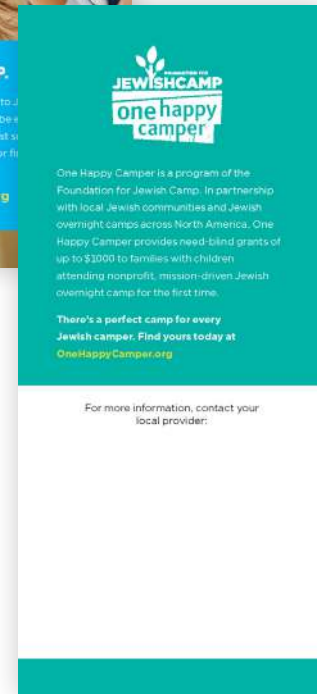 FOUNDATION FOR
JEWISHCAMP
one happy
camper
One Happy Camper is a program of the
Foundation for Jewish Camp. In partnership
with local Jewish communities and Jewish
overnight camps across North America, One
Happy Camper provides need-blind grants of
up to $1000 to families with children
attending nonprofit, mission-driven Jewish
overnight camp for the first time.
There's a perfect camp for every
Jewish camper. Find yours today at
OneHappyCamper.org
For more information, contact your
local provider: